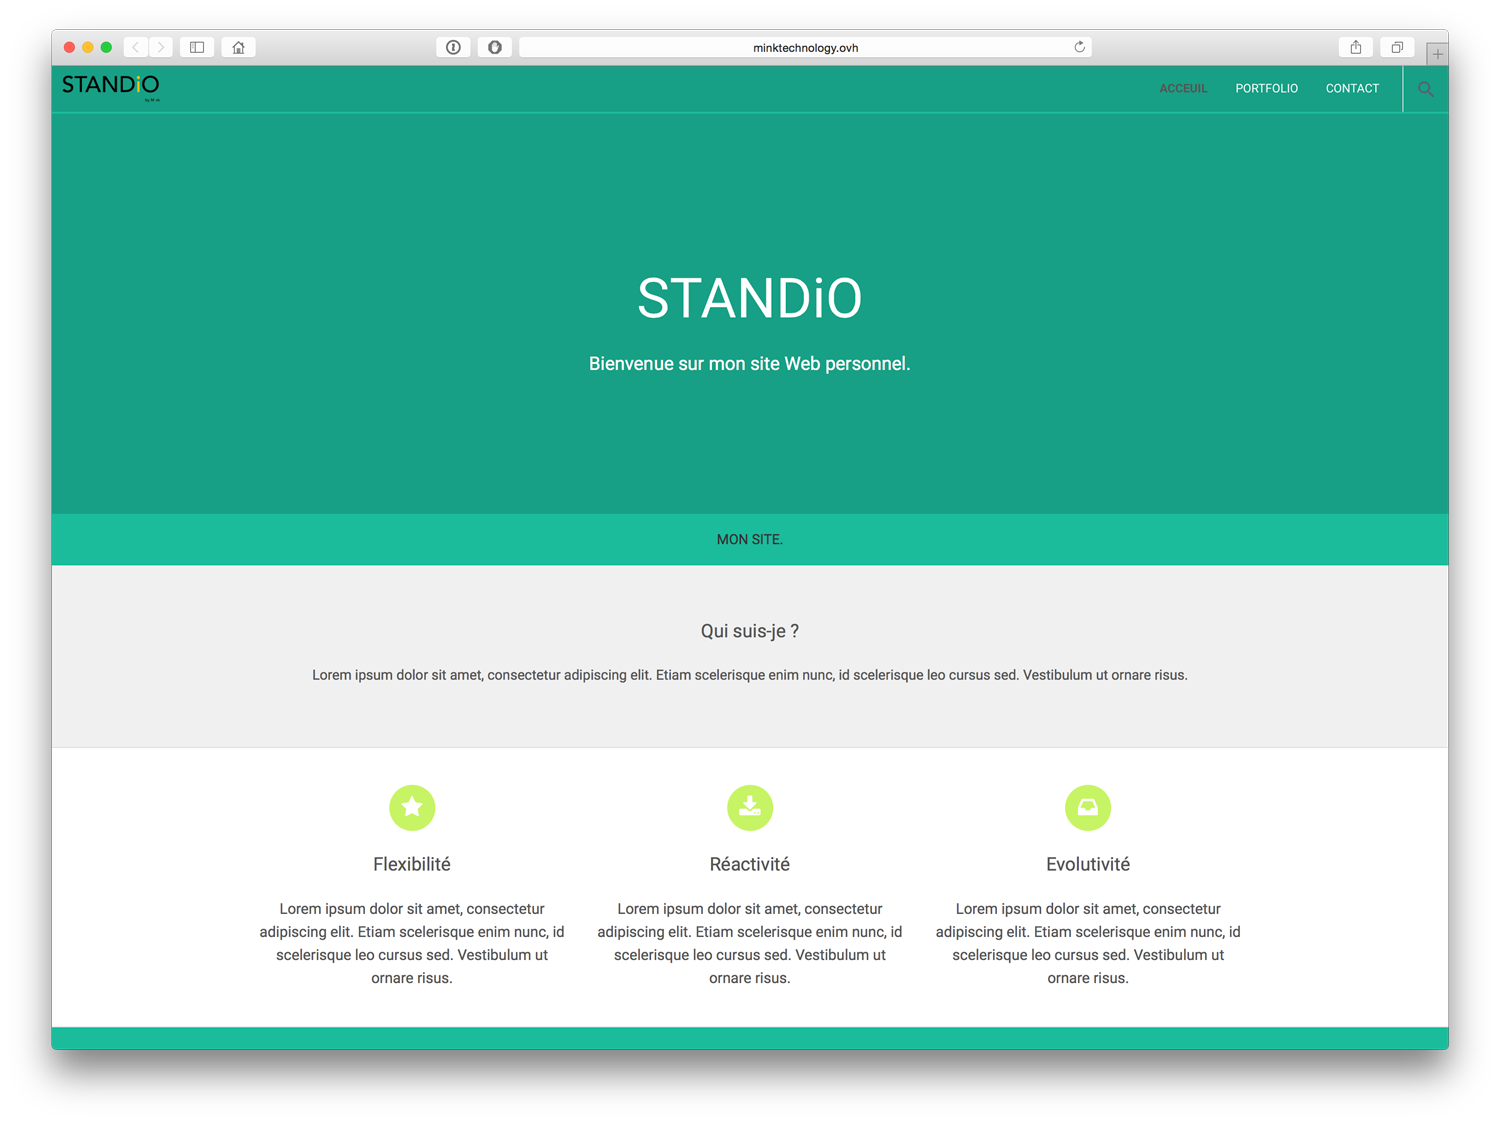 minktechnology.ovh
STANDiO
ACCEUIL PORTFOLIO CONTACT
STANDiO
Bienvenue sur mon site Web personnel.
MON SITE.
Qui suis-je ?
Lorem ipsum dolor sit amet, consectetur adipiscing elit. Etiam scelerisque enim nunc, id scelerisque leo cursus sed. Vestibulum ut ornare risus.
Flexibilité
Lorem ipsum dolor sit amet, consectetur
adipiscing elit. Etiam scelerisque enim nunc, id
scelerisque leo cursus sed. Vestibulum ut
ornare risus.
Réactivité
Lorem ipsum dolor sit amet, consectetur
adipiscing elit. Etiam scelerisque enim nunc, id
scelerisque leo cursus sed. Vestibulum ut
ornare risus.
Evolutivité
Lorem ipsum dolor sit amet, consectetur
adipiscing elit. Etiam scelerisque enim nunc, id
scelerisque leo cursus sed. Vestibulum ut
ornare risus.